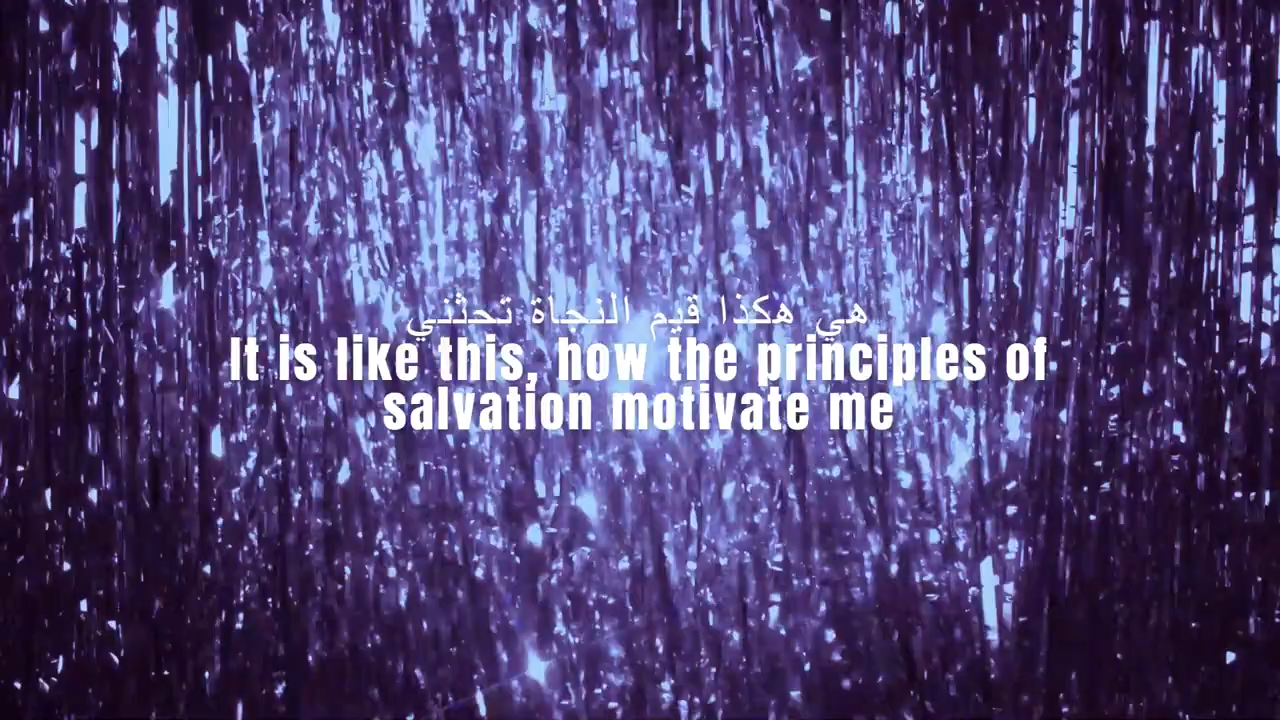 هي هكذا قيم النجاة تحثني
It is like this, how the principles of
salvation motivate me